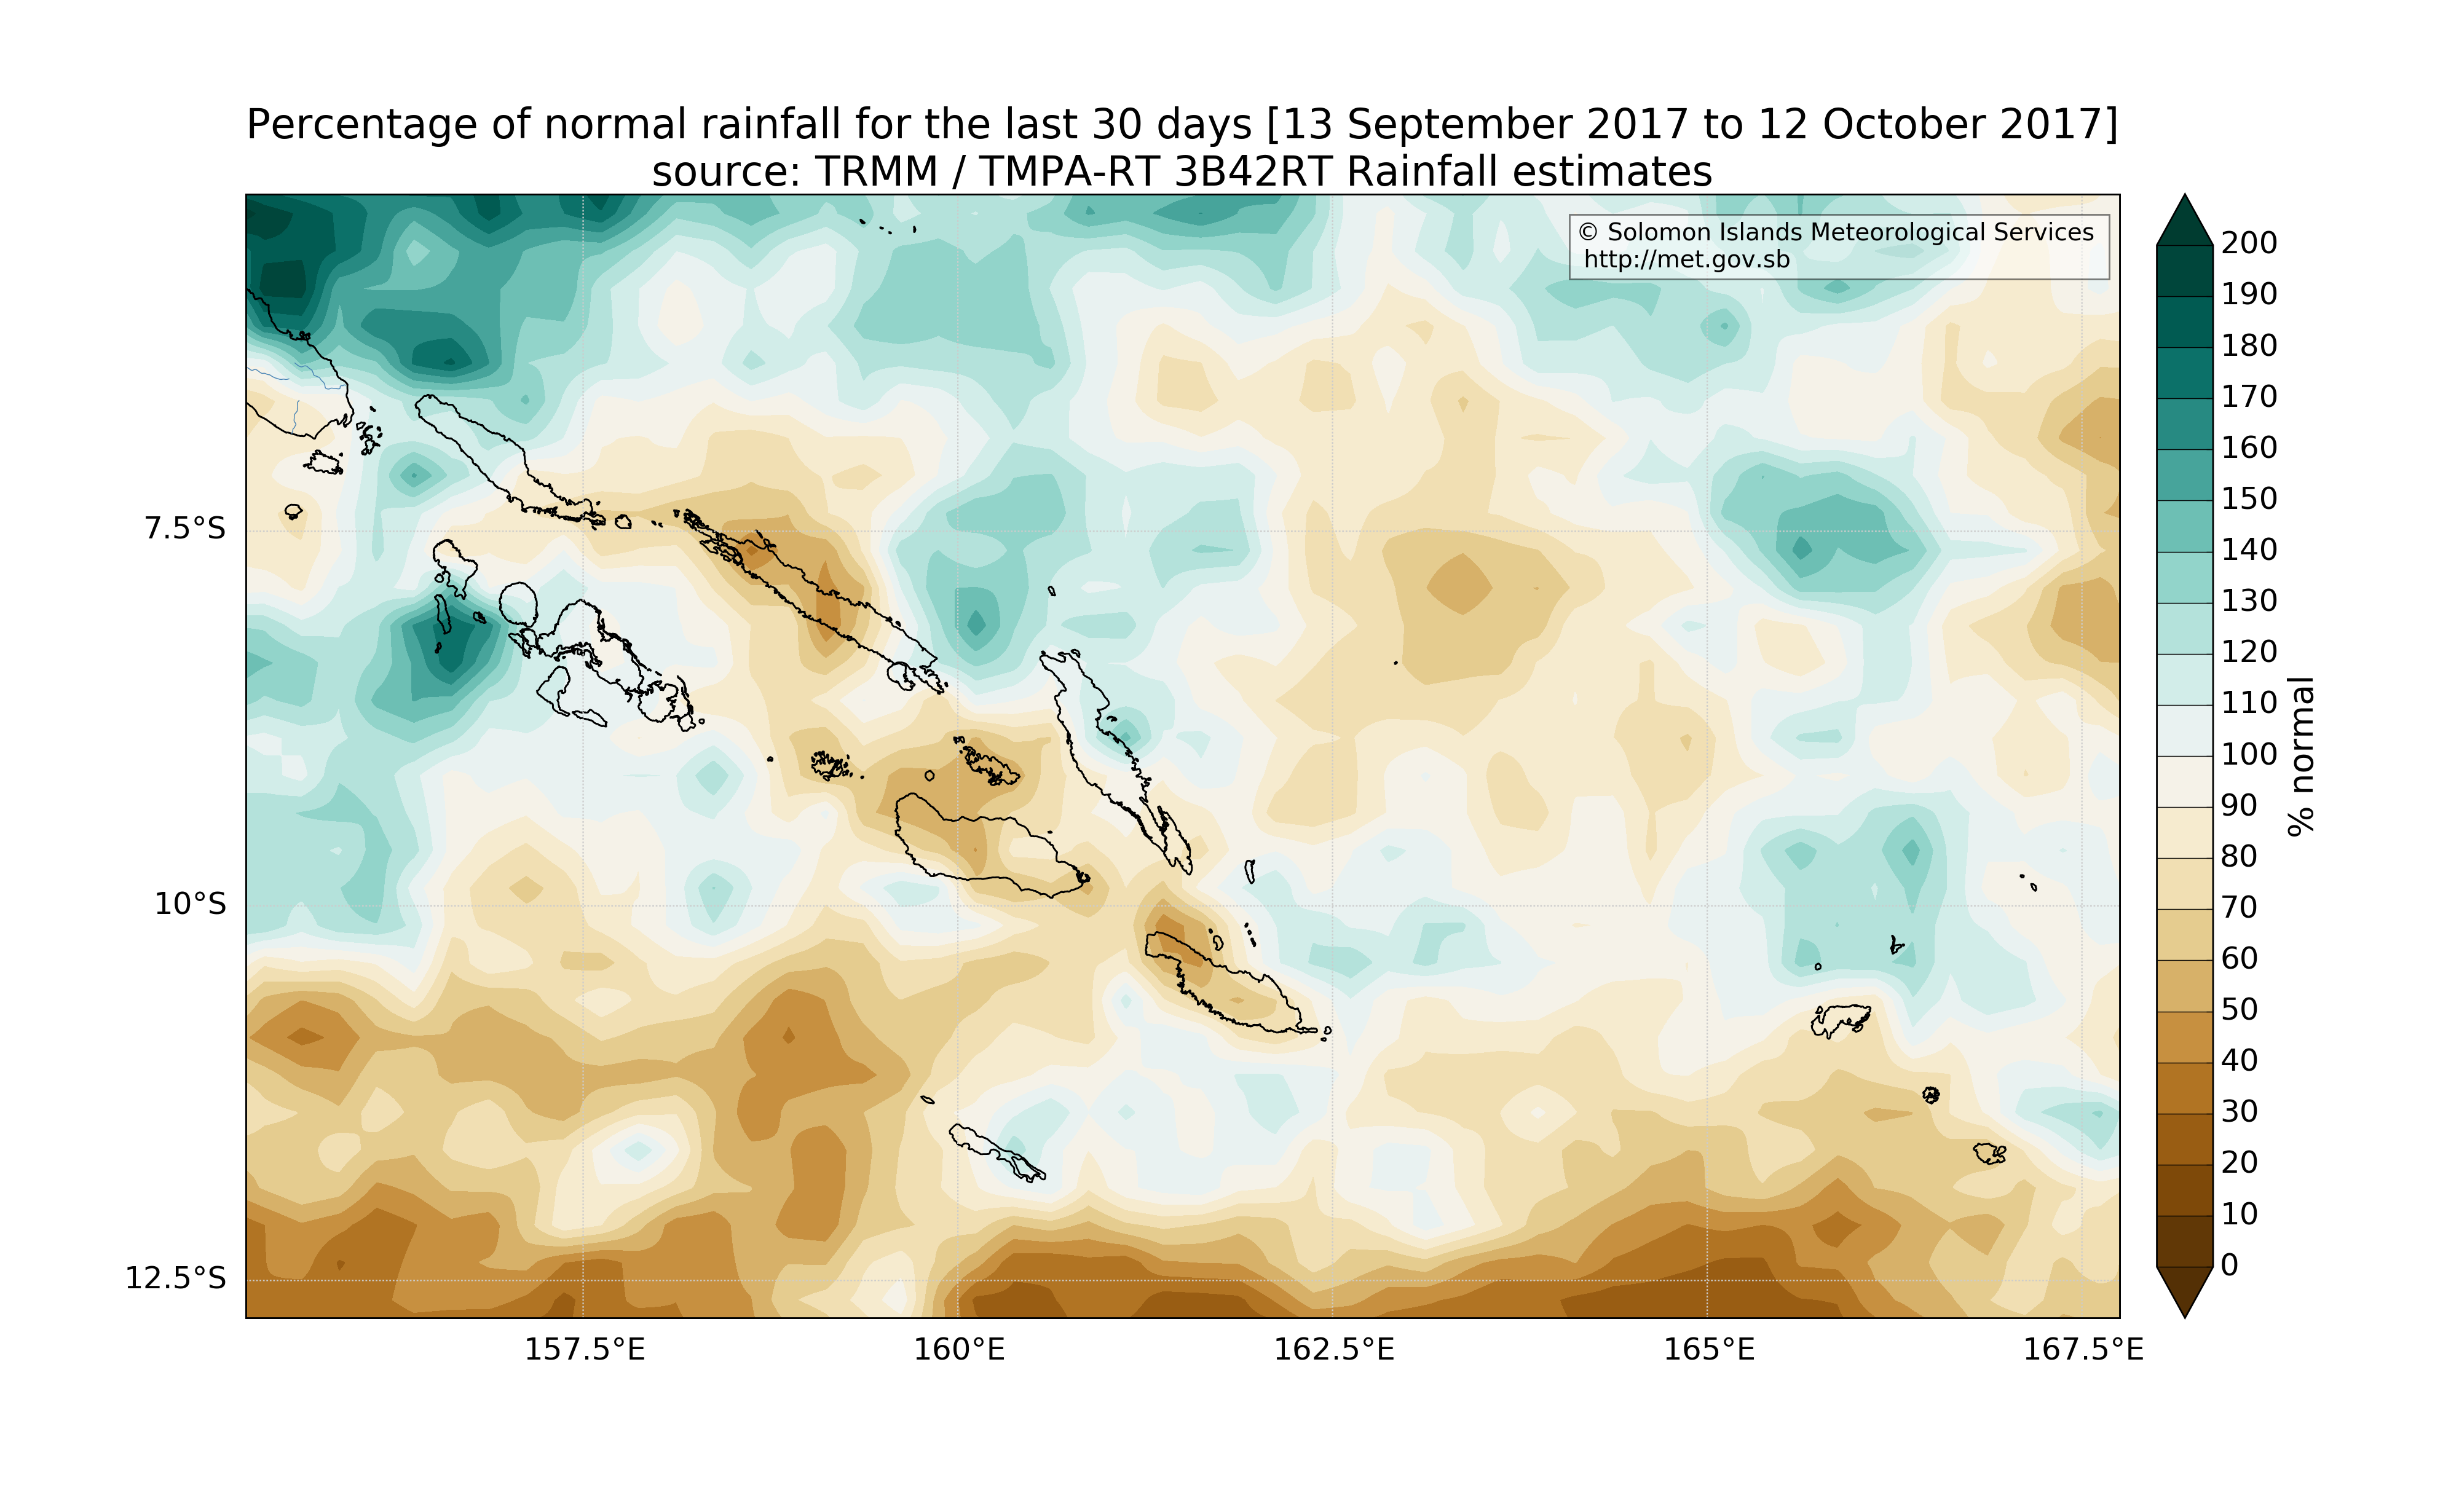 Percentage of normal rainfall for the last 30 days [13 September 2017 to 12 October 2017]
source: TRMM / TMPA-RT 3B42RT Rainfall estimates
© Solomon Islands Meteorological Services
http://met.gov.sb
7.5°S
10°S
12.5°S
157.5°E
160°E
162.5°E
165°E
167.5°E
200
190
180
170
160
150
140
130
120
110
100
90
80
70
60
50
40
30
20
10
0
% normal